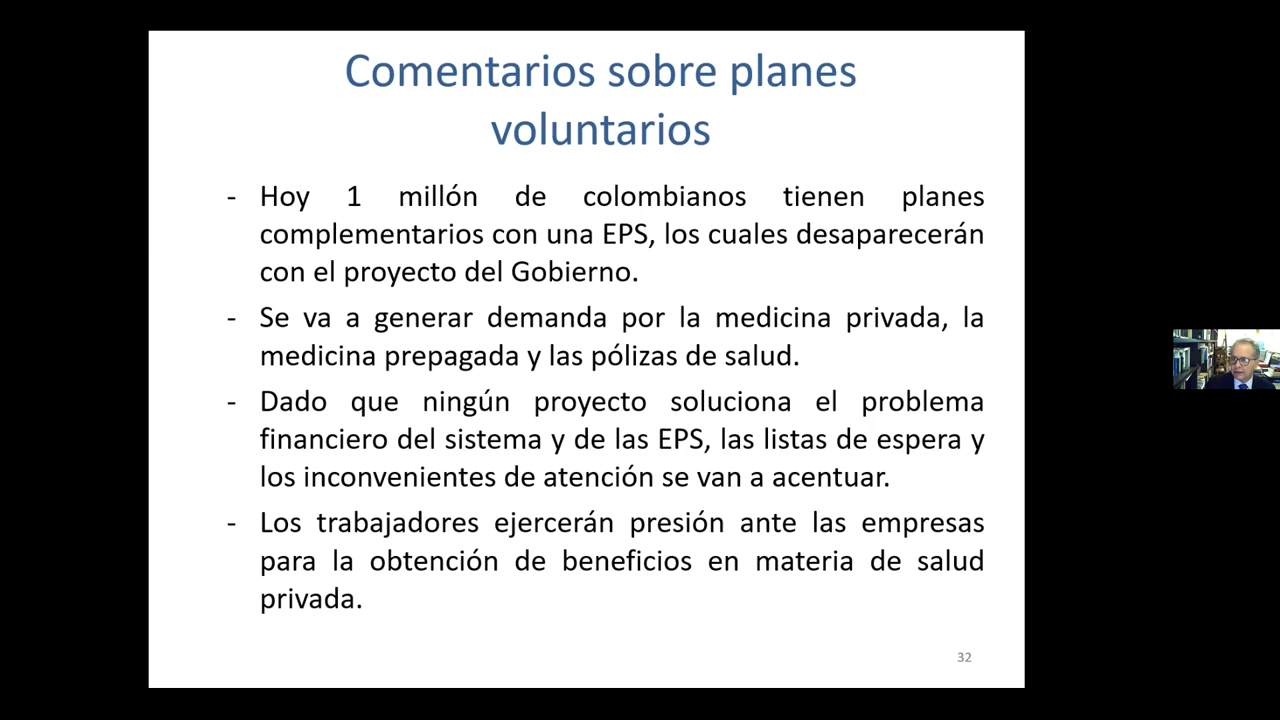 Comentarios sobre planes
voluntarios
- Hoy 1 millón de colombianos tienen planes
complementarios con una EPS, los cuales desaparecerán
con el proyecto del Gobierno.
- Se va a generar demanda por la medicina privada, la
medicina prepagada y las pólizas de salud.
- Dado que ningún proyecto soluciona el problema
financiero del sistema y de las EPS, las listas de espera y
los inconvenientes de atención se van a acentuar.
- Los trabajadores ejercerán presión ante las empresas
para la obtención de beneficios en materia de salud
privada.
32